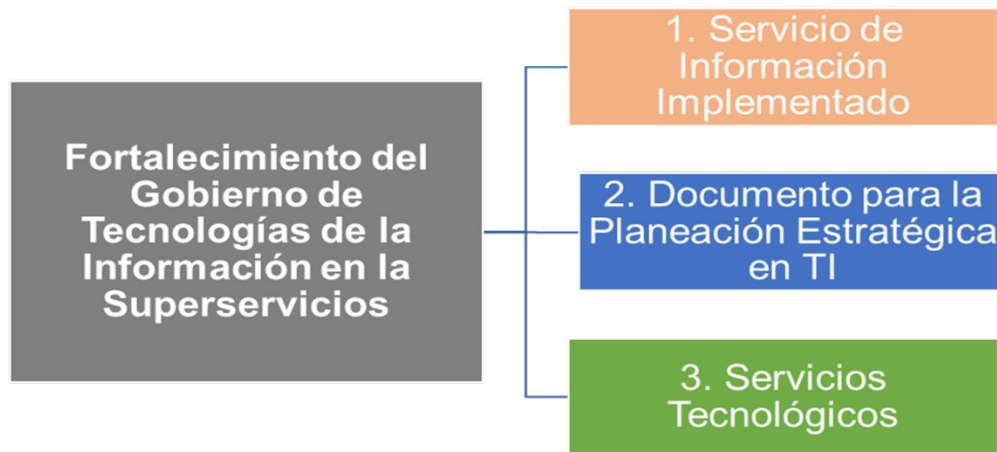 Fortalecimiento del
Gobierno de
Tecnologías de la
Información en la
Superservicios
1. Servicio de
Información
Implementado
2. Documento para la
Planeación Estratégica
en TI
3. Servicios
Tecnológicos